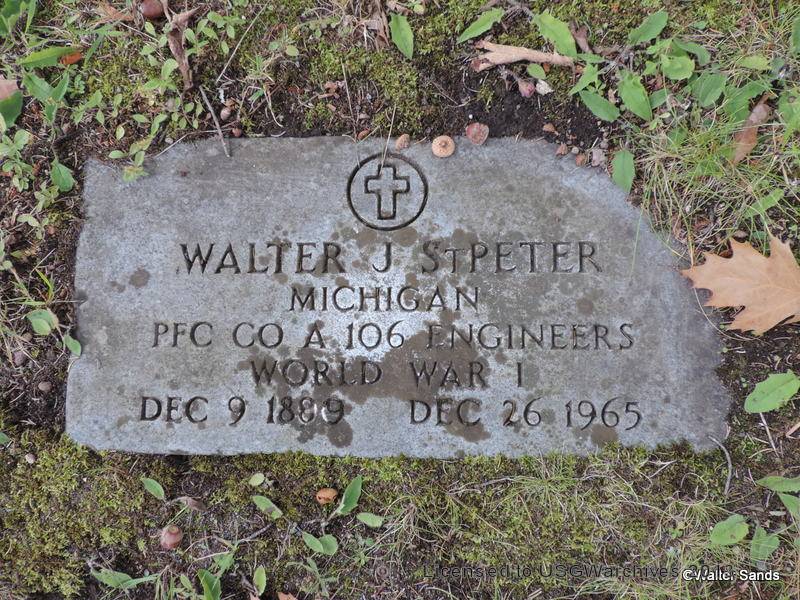 WALTER J StPETER
MICHIGAN
PFC CO A 106 ENGINEERS
WORLD WAR I
DEC 9 1889 DEC 26 1965
Licensed to USGWarchives
©Walter Sands